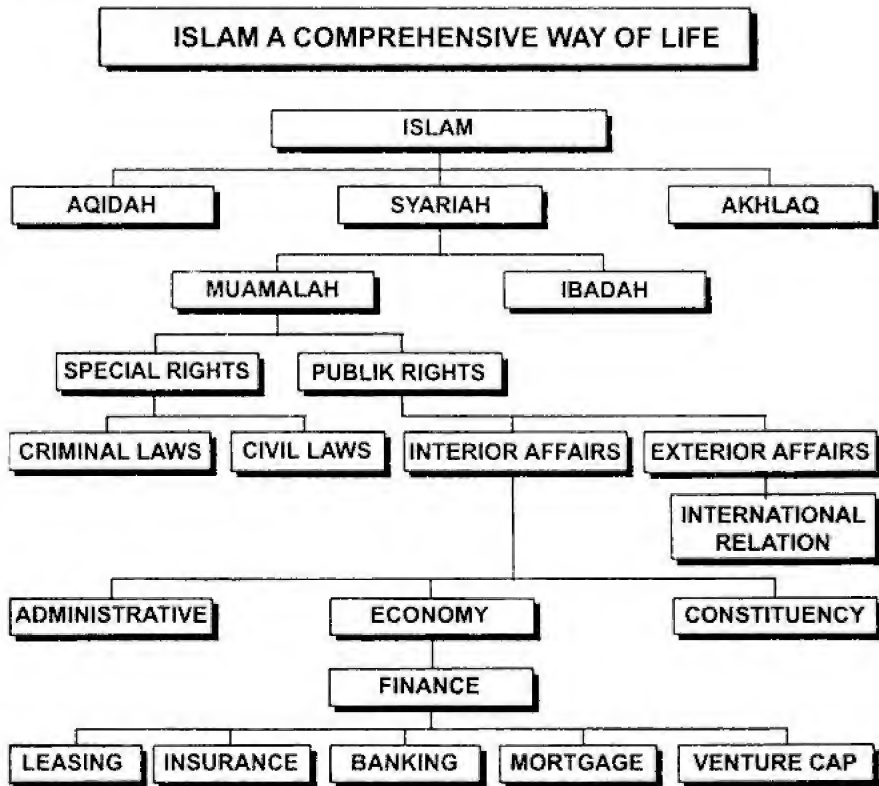 ISLAM A COMPREHENSIVE WAY OF LIFE
ISLAM
AQIDAH
SYARIAH
AKHLAQ
MUAMALAH
IBADAH
SPECIAL RIGHTS
PUBLIK RIGHTS
CRIMINAL LAWS
CIVIL LAWS
INTERIOR AFFAIRS
EXTERIOR AFFAIRS
INTERNATIONAL
RELATION
ADMINISTRATIVE
ECONOMY
CONSTITUENCY
FINANCE
LEASING
INSURANCE
BANKING
MORTGAGE
VENTURE CAP